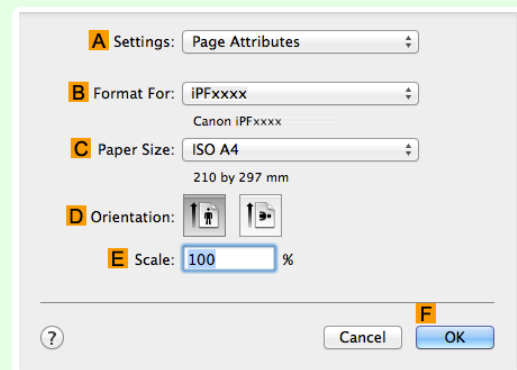 A Settings: Page Attributes
B Format For: iPFxxxx
Canon iPFxxxx
C Paper Size: ISO A4
210 by 297 mm
D Orientation:
E Scale: 100 %
F
? Cancel OK